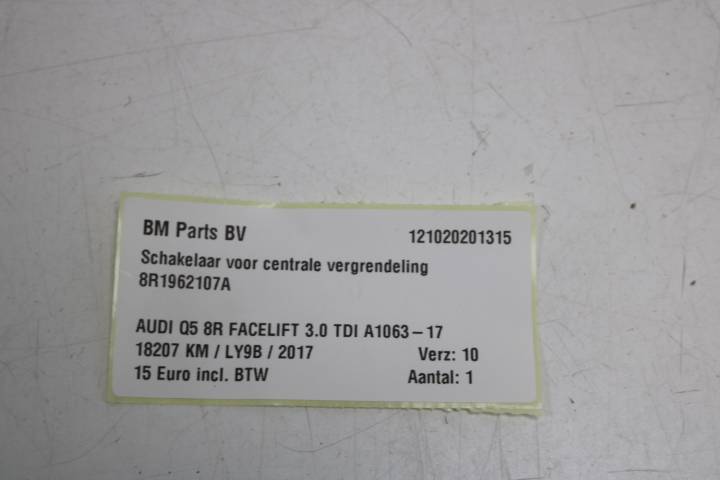 BM Parts BV 121020201315
Schakelaar voor centrale vergrendeling
8R1962107A
AUDI Q5 8R FACELIFT 3.0 TDI A1063-17
18207 KM / LY9B / 2017 Verz: 10
15 Euro incl. BTW Aantal: 1